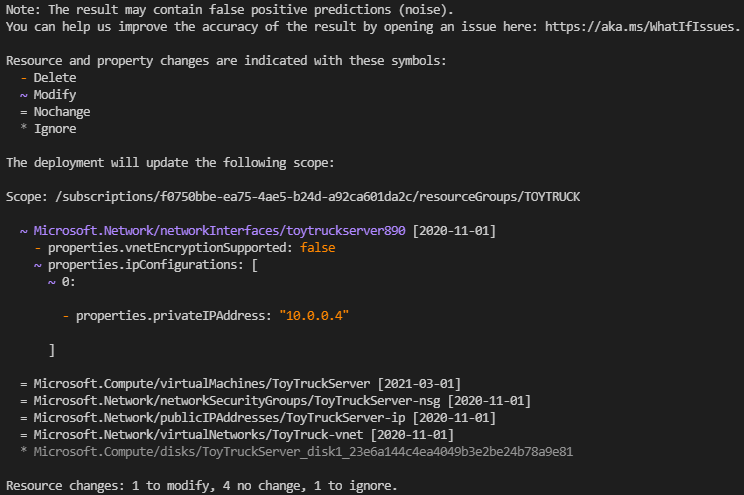 Note: The result may contain false positive predictions (noise).
You can help us improve the accuracy of the result by opening an issue here: https://aka.ms/WhatIfIssues.
Resource and property changes are indicated with these symbols:
- Delete
~ Modify
= Nochange
* Ignore
The deployment will update the following scope:
Scope: /subscriptions/f0750bbe-ea75-4ae5-b24d-a92ca601da2c/resourceGroups/TOYTRUCK
~ Microsoft.Network/networkInterfaces/toytruckserver890 [2020-11-01]
- properties.vnetEncryptionSupported: false
~ properties.ipConfigurations: [
~ 0:
- properties.privateIPAddress: "10.0.0.4"
]
= Microsoft.Compute/virtualMachines/ToyTruckServer [2021-03-01]
= Microsoft.Network/networkSecurityGroups/ToyTruckServer-nsg [2020-11-01]
= Microsoft.Network/publicIPAddresses/ToyTruckServer-ip [2020-11-01]
= Microsoft.Network/virtualNetworks/ToyTruck-vnet [2020-11-01]
* Microsoft.Compute/disks/ToyTruckServer_disk1_23e6a144c4ea4049b3e2be24b78a9e81
Resource changes: 1 to modify, 4 no change, 1 to ignore.